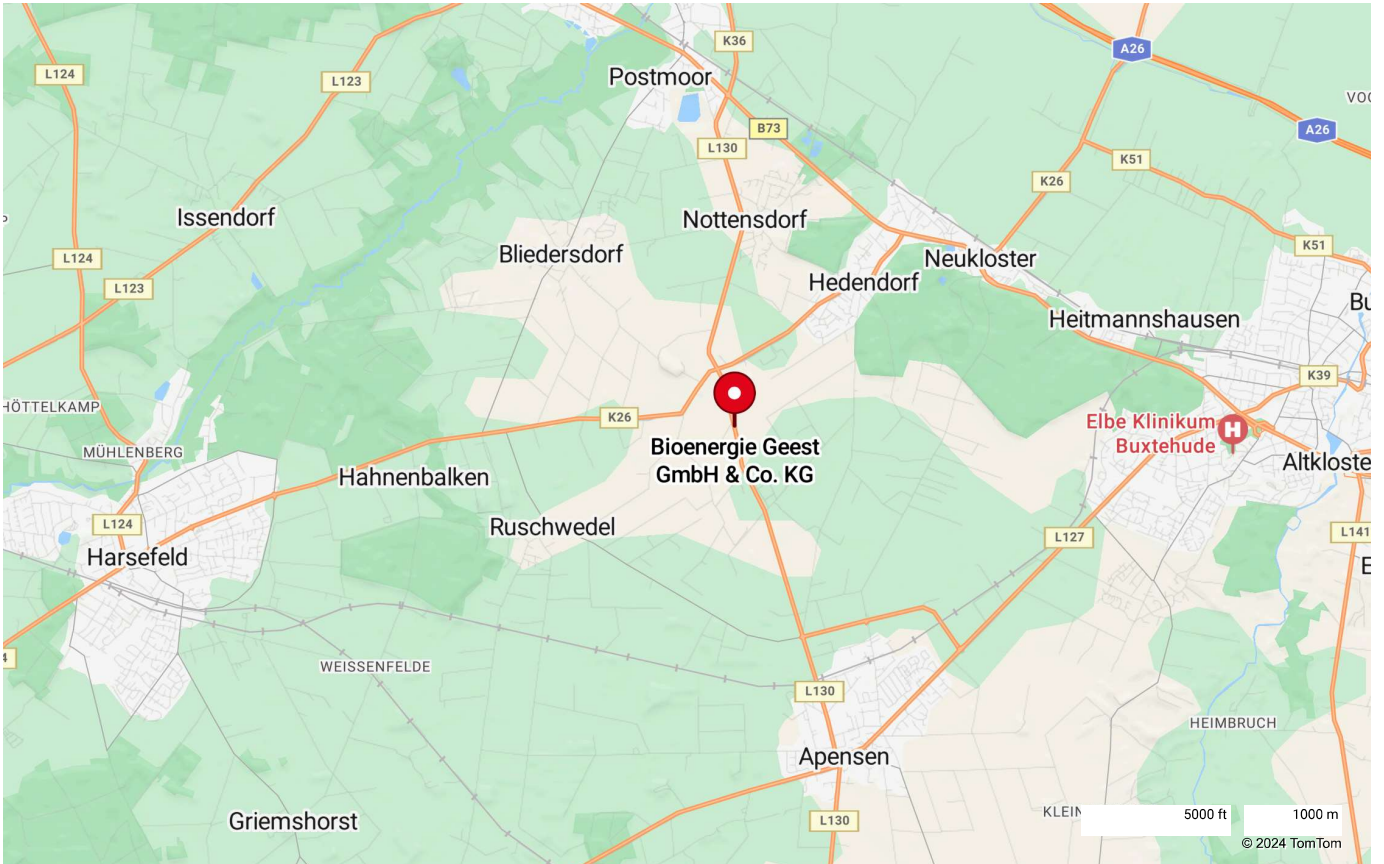 K36
A26
L124
L123
Postmoor
A26
B73
L130
K51
K26
Issendorf
Nottensdorf
Bliedersdorf
K51
L124
Neukloster
Hedendorf
L123
Heitmannshausen
K39
HÖTTELKAMP
K26
Elbe Klinikum
Buxtehude
H
Bioenergie Geest
GmbH & Co. KG
MÜHLENBERG
Altkloste
Hahnenbalken
L124
Ruschwedel
L141
L127
Harsefeld
WEISSENFELDE
4
L130
HEIMBRUCH
Apensen
Griemshorst
KLEIN
L130
5000 ft
1000 m
© 2024 TomTom